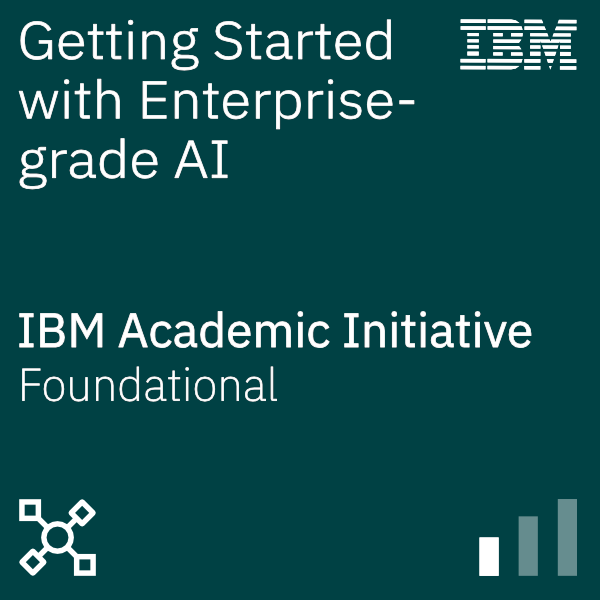 Getting Started
IBM
with Enterprise-
grade AI
IBM Academic Initiative
Foundational